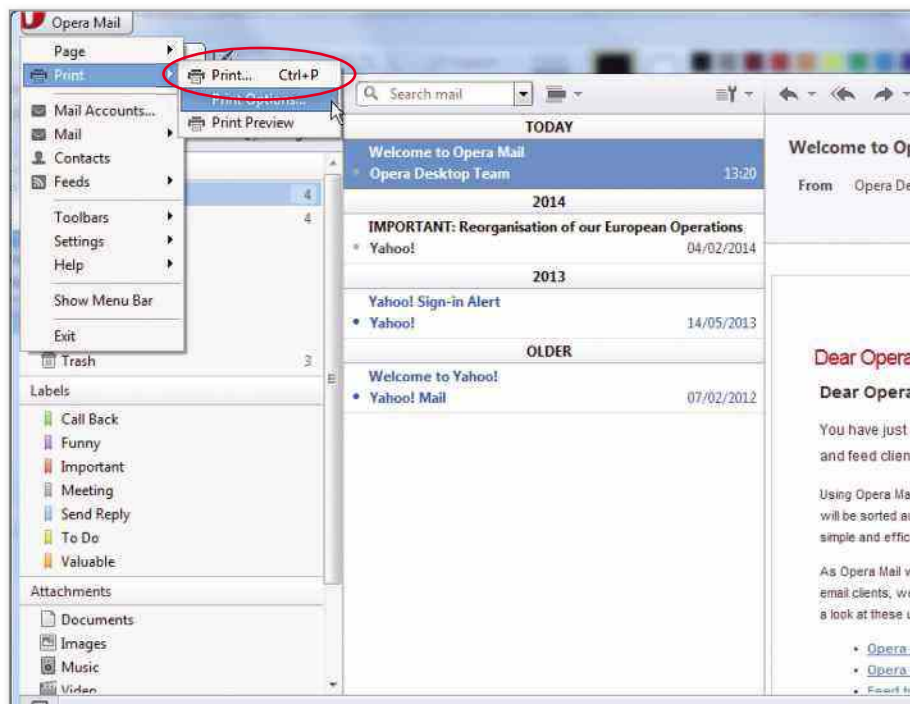 Opera Mail
Page
Print
Mail Accounts...
Mail
Contacts
Feeds
Toolbars
Settings
Help
Show Menu Bar
Exit
Print... Ctrl+P
Print Options...
Print Preview
4
4
Trash 3
Labels
Call Back
Funny
Important
Meeting
Send Reply
To Do
Valuable
Attachments
Documents
Images
Music
Video
Search mail
TODAY
Welcome to Opera Mail
Opera Desktop Team 13:20
2014
IMPORTANT: Reorganisation of our European Operations
Yahoo! 04/02/2014
2013
Yahoo! Sign-in Alert
Yahoo! 14/05/2013
OLDER
Welcome to Yahoo!
Yahoo! Mail 07/02/2012
Welcome to Op
From Opera De
Dear Opera
Dear Opera
You have just
and feed clien
Using Opera Ma
will be sorted a
simple and effic
As Opera Mail
email clients, we
a look at these
• Opera
• Opera
• Feed